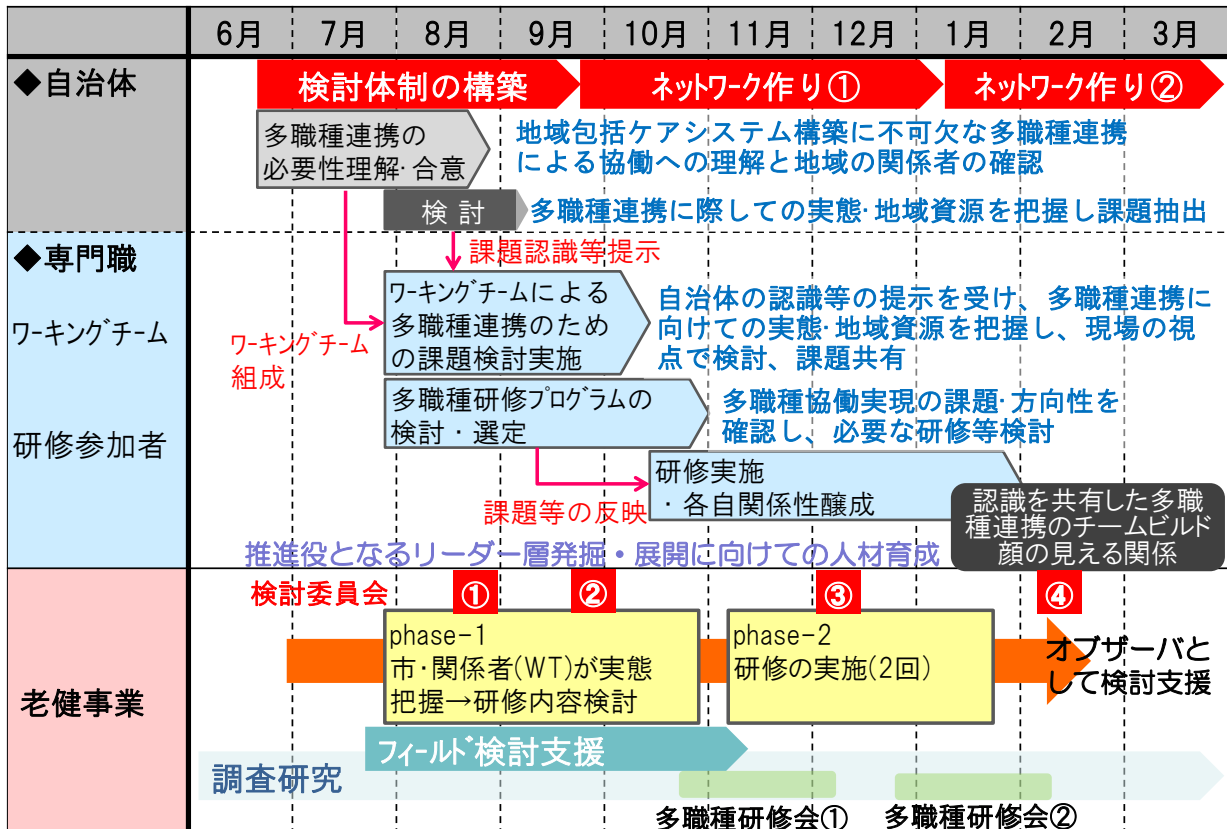 6月 7月 8月 9月 10月 11月 12月 1月 2月 3月
◆自治体
検討体制の構築
ネットワーク作り①
ネットワーク作り②
多職種連携の
必要性理解・合意
地域包括ケアシステム構築に不可欠な多職種連携
による協働への理解と地域の関係者の確認
検 討
多職種連携に際しての実態・地域資源を把握し課題抽出
◆専門職
課題認識等提示
ワーキングチーム
ワーキングチームによる
多職種連携のため
の課題検討実施
自治体の認識等の提示を受け、多職種連携に
向けての実態・地域資源を把握し、現場の視
点で検討、課題共有
ワーキングチーム
組成
研修参加者
多職種研修プログラムの
検討・選定
多職種協働実現の課題・方向性を
確認し、必要な研修等検討
課題等の反映
研修実施
・各自関係性醸成
認識を共有した多職
種連携のチームビルド
顔の見える関係
推進役となるリーダー層発掘・展開に向けての人材育成
老健事業
検討委員会
① ② ③ ④
phase-1
市・関係者(WT)が実態
把握→研修内容検討
phase-2
研修の実施(2回)
オブザーバと
して検討支援
フィールド検討支援
調査研究
多職種研修会①
多職種研修会②